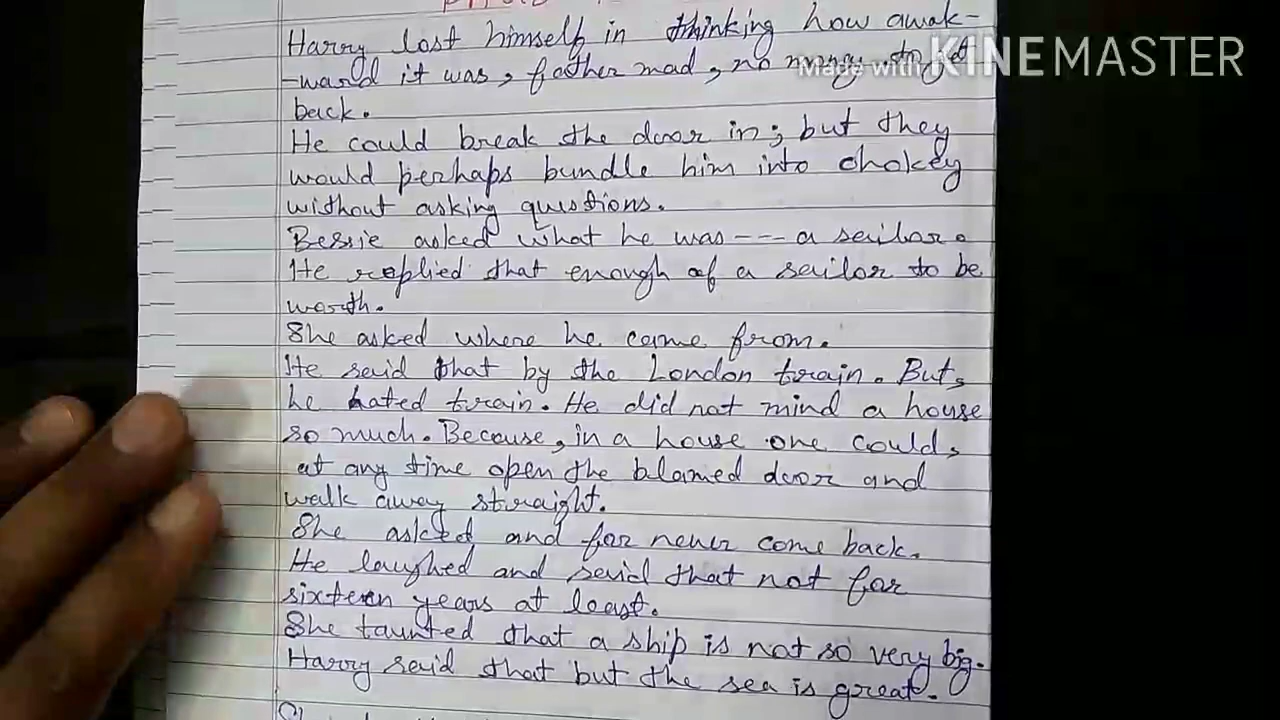 Harry lost himself in thinking how awak-
-ward it was, father mad, no money to get
Made with KINEMASTER
back.
He could break the door in; but they
would perhaps bundle him into chokey
without asking questions.
Bessie asked what he was --- a sailor.
He replied that enough of a sailor to be
worth.
She asked where he came from.
He said that by the London train. But,
he hated train. He did not mind a house
so much. Because, in a house one could,
at any time open the blamed door and
walk away straight.
She asked and for never come back.
He laughed and said that not for
sixteen years at least.
She taunted that a ship is not so very big.
Harry said that but the sea is great.